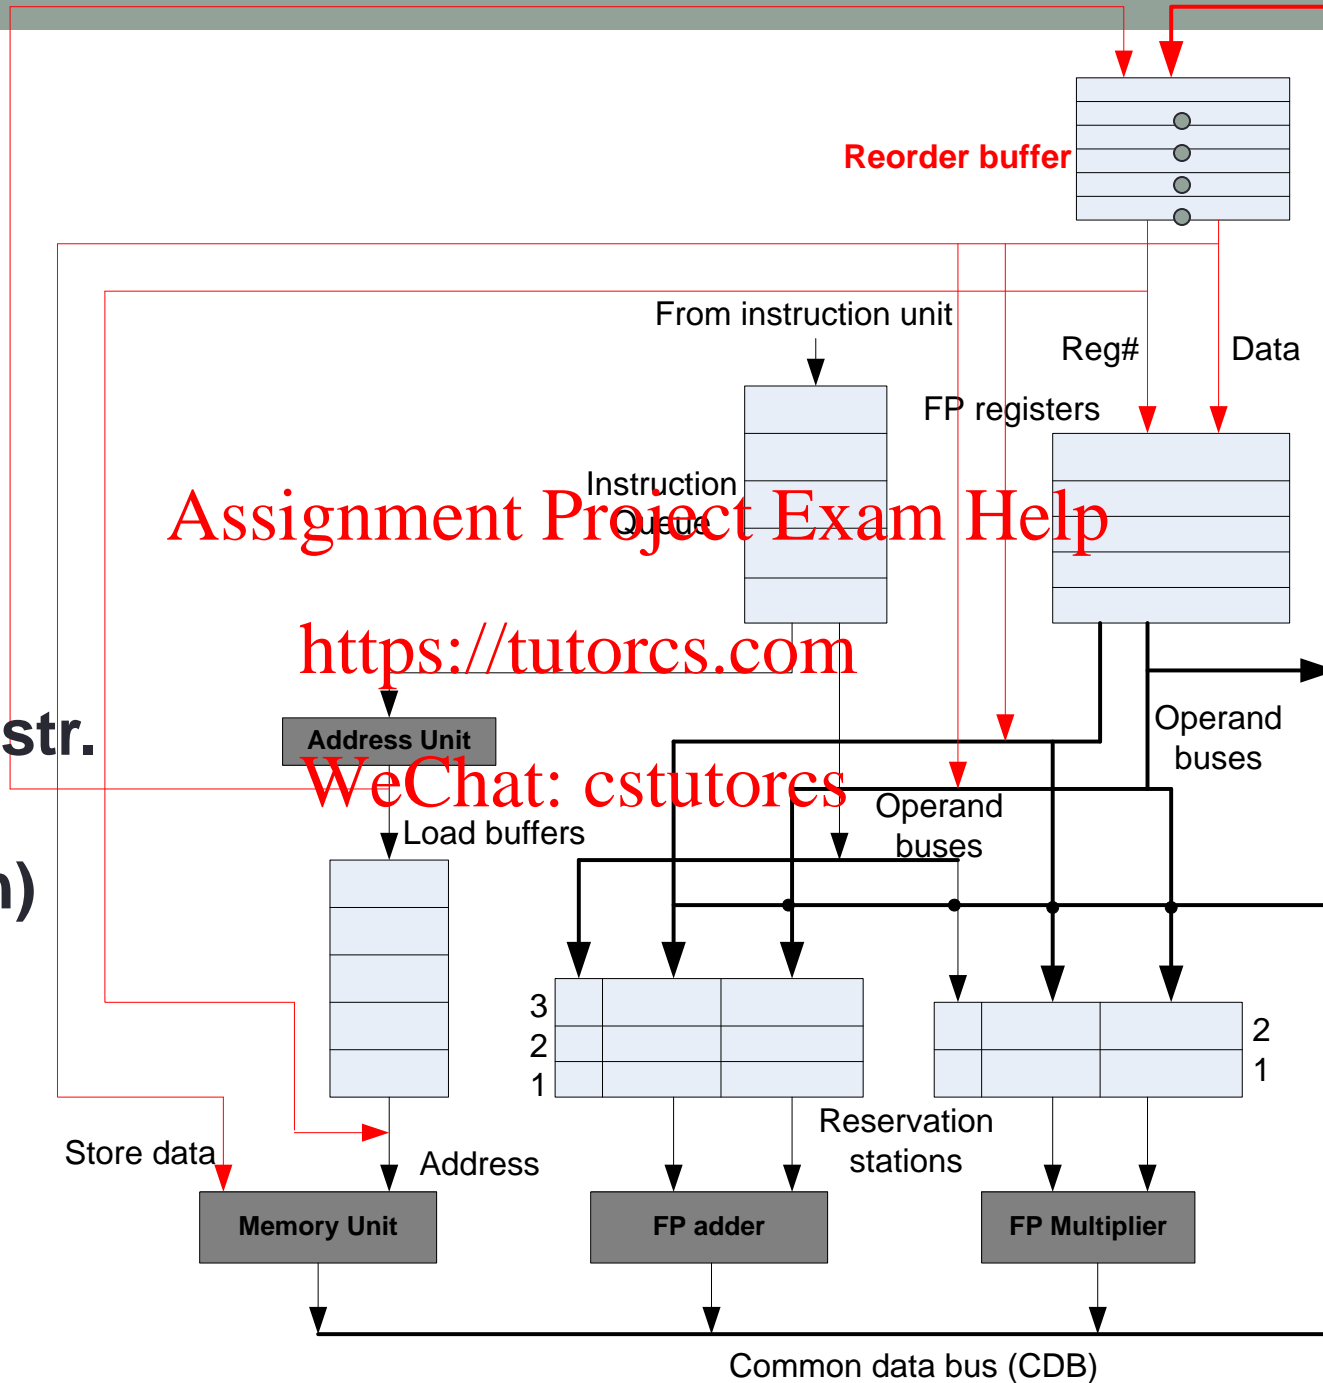 Reorder buffer
From instruction unit
Reg#
Data
FP registers
Instruction
Queue
Assignment Project Exam Help
https://tutorcs.com
str.
Address Unit
Operand
buses
WeChat: cstutorcs
Operand
buses
Load buffers
n)
3
2
1
2
1
Reservation
stations
Store data
Address
Memory Unit
FP adder
FP Multiplier
Common data bus (CDB)